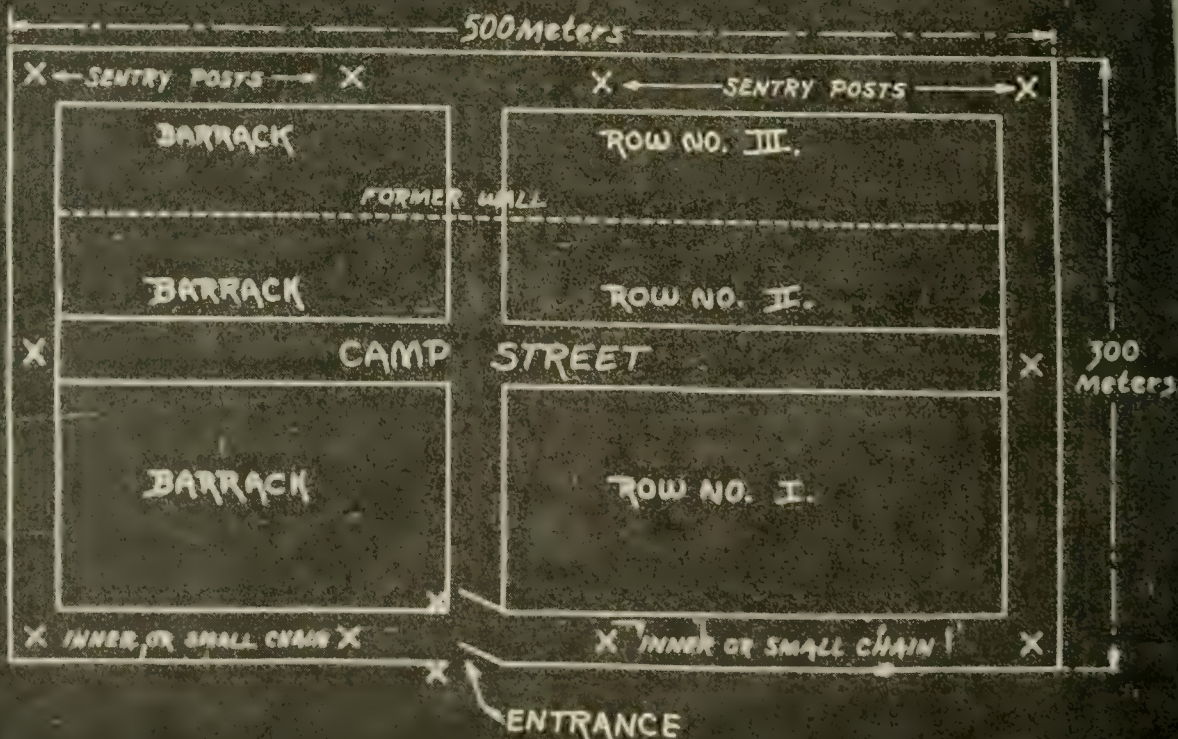 500 Meters
X SENTRY POSTS X X SENTRY POSTS X
BARRACK ROW NO. III.
FORMER WALL
BARRACK ROW NO. II.
X CAMP STREET X 300
Meters
BARRACK ROW NO. I.
X
X INNER OR SMALL CHAIN X X INNER OR SMALL CHAIN X
X
ENTRANCE